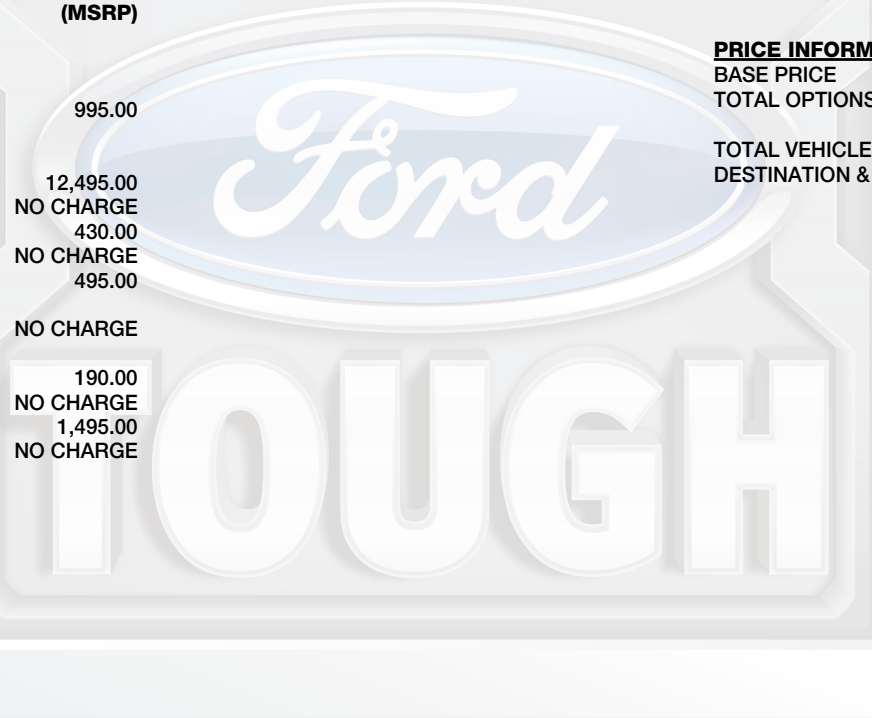 (MSRP)
995.00
12,495.00
NO CHARGE
430.00
NO CHARGE
495.00
NO CHARGE
190.00
NO CHARGE
1,495.00
NO CHARGE
PRICE INFORM
BASE PRICE
TOTAL OPTIONS
TOTAL VEHICLE
DESTINATION &
Ford
TOUGH